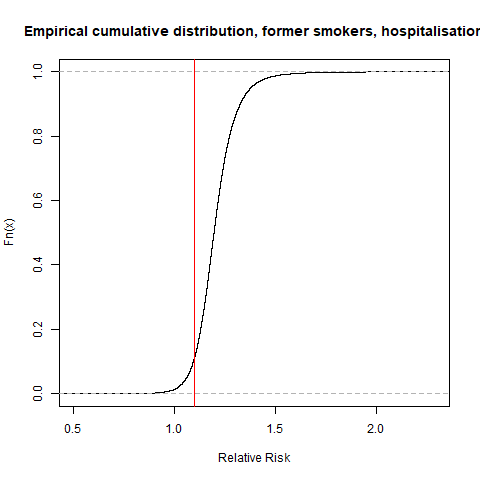 Empirical cumulative distribution, former smokers, hospitalisation
Fn(x)
1.0
0.8
0.6
0.4
0.2
0.0
0.5 1.0 1.5 2.0
Relative Risk